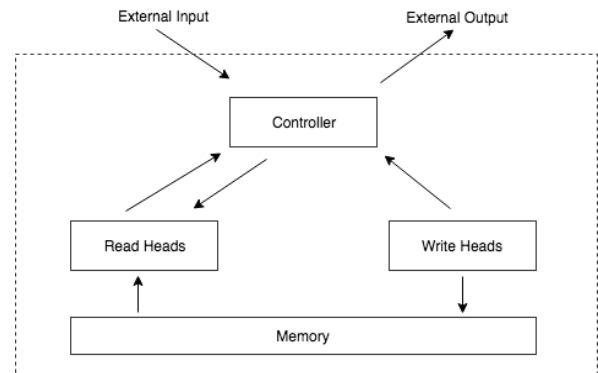 External Input
External Output
Controller
Read Heads
Write Heads
Memory